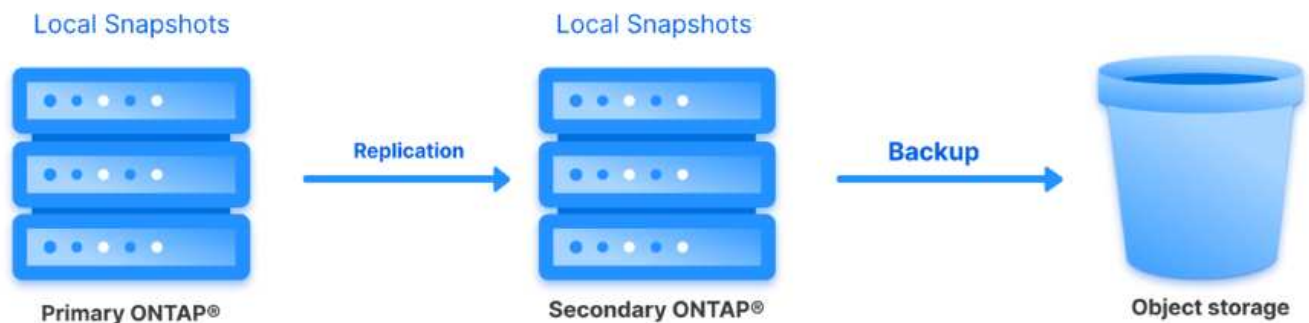 Local Snapshots
Local Snapshots
Replication
Backup
Primary ONTAP®
Secondary ONTAP®
Object storage